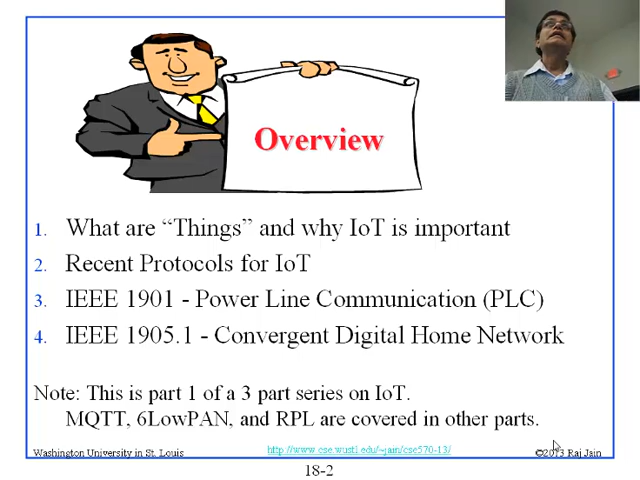 Overview
1. What are “Things” and why IoT is important
2. Recent Protocols for IoT
3. IEEE 1901 - Power Line Communication (PLC)
4. IEEE 1905.1 - Convergent Digital Home Network
Note: This is part 1 of a 3 part series on IoT.
MQTT, 6LowPAN, and RPL are covered in other parts.
Washington University in St. Louis http://www.cse.wustl.edu/~jain/cse570-13/ ©2013 Raj Jain
18-2